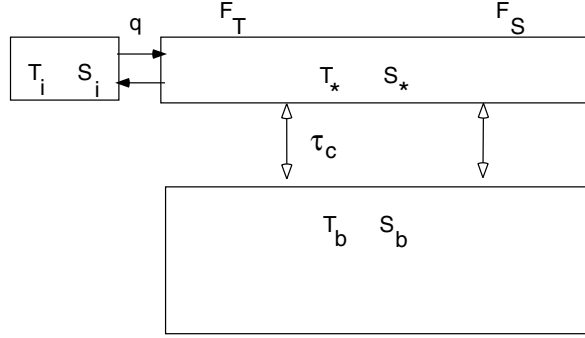 q F_T F_S
T_i S_i T_* S_*
τ_c
T_b S_b